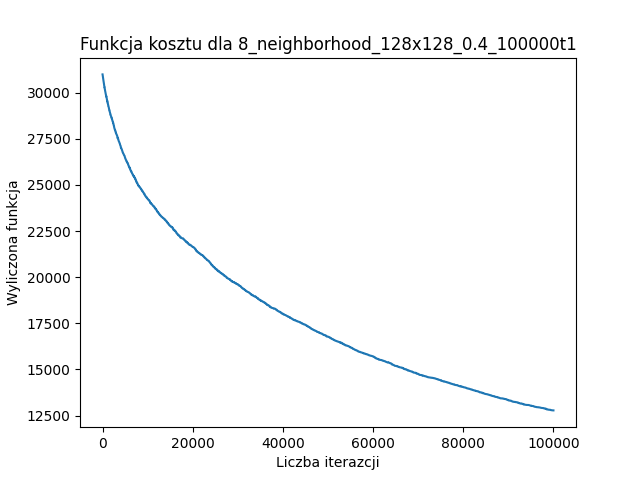 Funkcja kosztu dla 8_neighborhood_128x128_0.4_100000t1
Wyliczona funkcja
30000
27500
25000
22500
20000
17500
15000
12500
0 20000 40000 60000 80000 100000
Liczba iterazcji